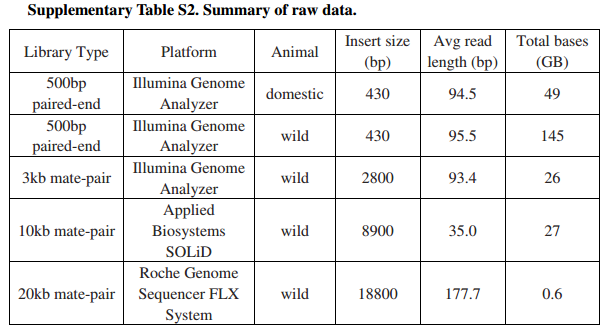 Supplementary Table S2. Summary of raw data.
Library Type Platform Animal Insert size (bp) Avg read length (bp) Total bases (GB)
500bp paired-end Illumina Genome Analyzer domestic 430 94.5 49
500bp paired-end Illumina Genome Analyzer wild 430 95.5 145
3kb mate-pair Illumina Genome Analyzer wild 2800 93.4 26
10kb mate-pair Applied Biosystems SOLiD wild 8900 35.0 27
20kb mate-pair Roche Genome Sequencer FLX System wild 18800 177.7 0.6